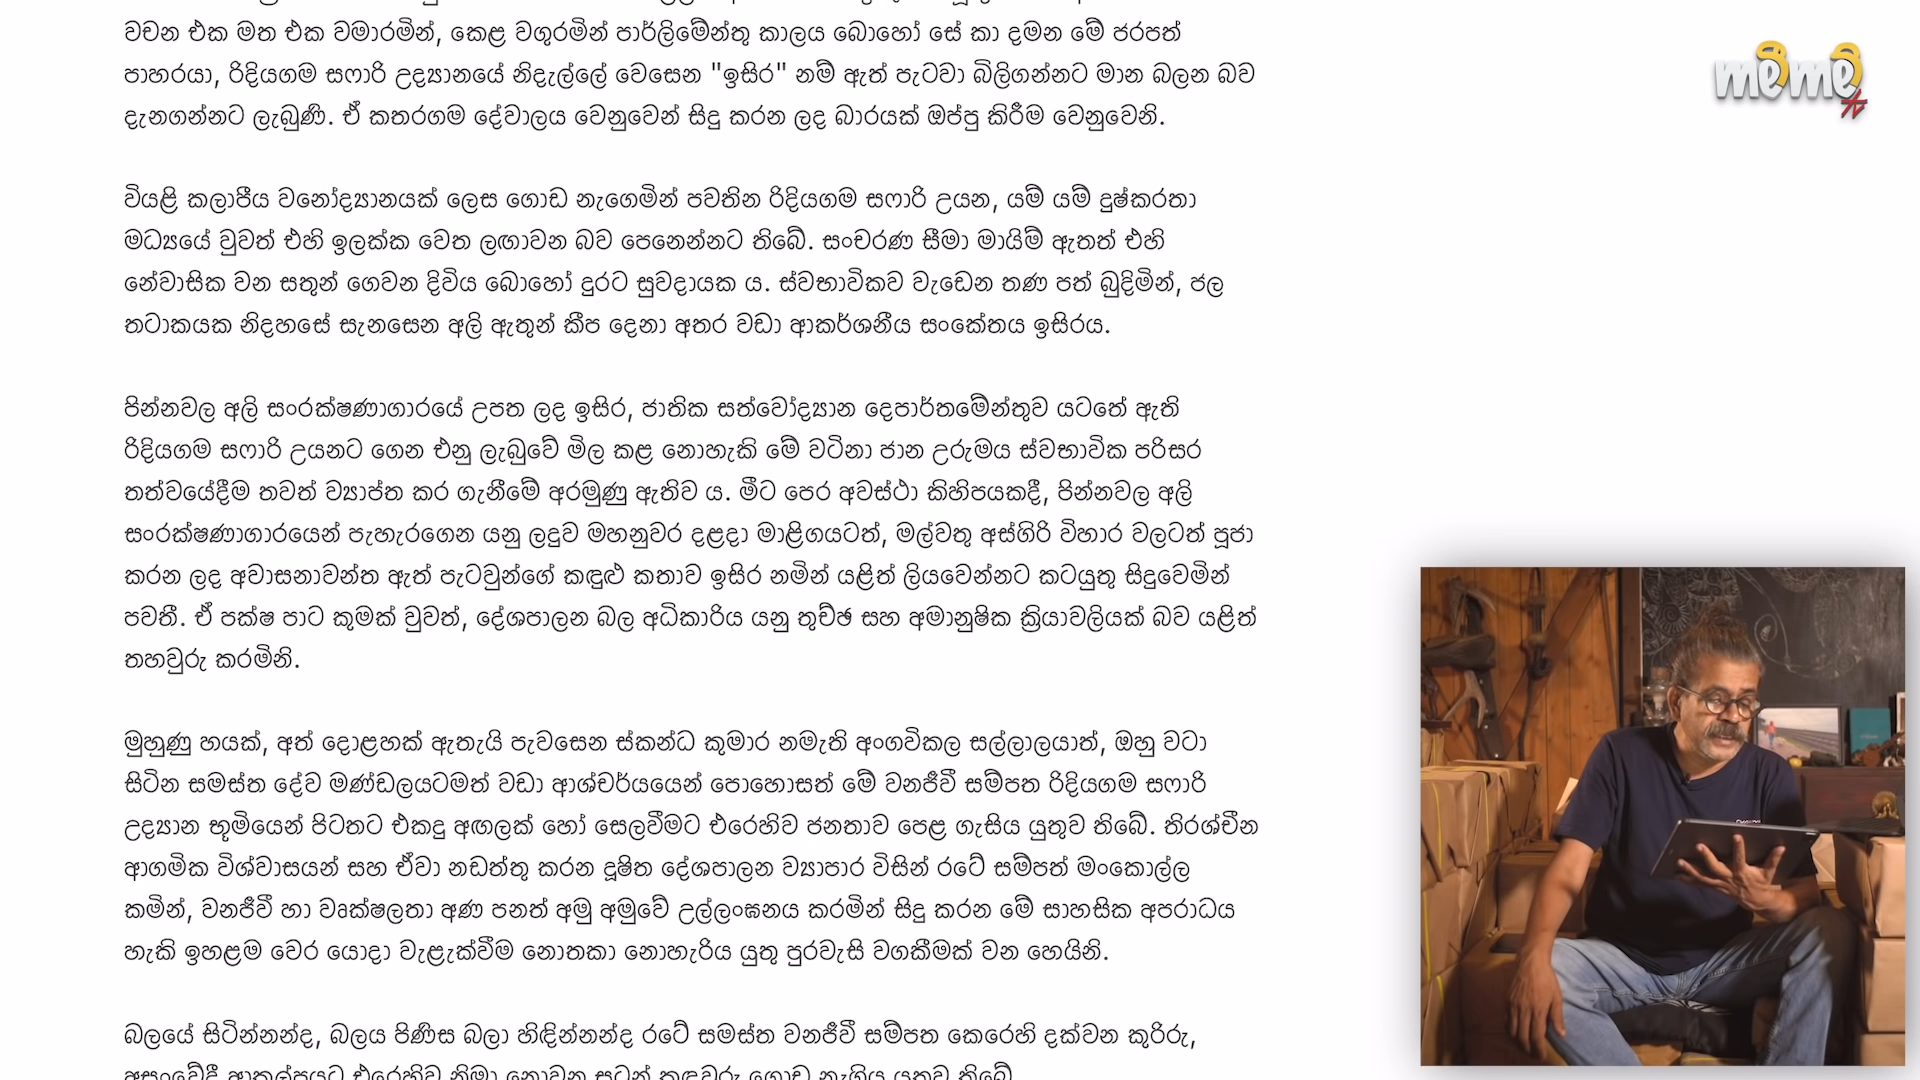 වචන එක මත එක වමාරමින්, කෙළ වගුරමින් පාර්ලිමේන්තු කාලය බොහෝ සේ කා දමන මේ ජරපත්
පාහරයා, රිදියගම සෆාරි උද්‍යානයේ නිදැල්ලේ වෙසෙන "ඉසිර" නම් ඇත් පැටවා බිලිගන්නට මාන බලන බව
දැනගන්නට ලැබුණි. ඒ කතරගම දේවාලය වෙනුවෙන් සිදු කරන ලද බාරයක් ඔප්පු කිරීම වෙනුවෙනි.
වියළි කලාපීය වනෝද්‍යානයක් ලෙස ගොඩ නැගෙමින් පවතින රිදියගම සෆාරි උයන, යම් යම් දුෂ්කරතා
මධ්‍යයේ වුවත් එහි ඉලක්ක වෙත ලඟාවන බව පෙනෙන්නට තිබේ. සංචරණ සීමා මායිම් ඇතත් එහි
නේවාසික වන සතුන් ගෙවන දිවිය බොහෝ දුරට සුවදායක ය. ස්වභාවිකව වැඩෙන තණ පත් බුදිමින්, ජල
තටාකයක නිදහසේ සැනසෙන අලි ඇතුන් කීප දෙනා අතර වඩා ආකර්ශනීය සංකේතය ඉසිරය.
පින්නවල අලි සංරක්ෂණාගාරයේ උපත ලද ඉසිර, ජාතික සත්වෝද්‍යාන දෙපාර්තමේන්තුව යටතේ ඇති
රිදියගම සෆාරි උයනට ගෙන එනු ලැබුවේ මිල කළ නොහැකි මේ වටිනා ජාන උරුමය ස්වභාවික පරිසර
තත්වයේදීම තවත් ව්‍යාප්ත කර ගැනීමේ අරමුණු ඇතිව ය. මීට පෙර අවස්ථා කිහිපයකදී, පින්නවල අලි
සංරක්ෂණාගාරයෙන් පැහැරගෙන යනු ලදුව මහනුවර දළදා මාළිගයටත්, මල්වතු අස්ගිරි විහාර වලටත් පූජා
කරන ලද අවාසනාවන්ත ඇත් පැටවුන්ගේ කඳුළු කතාව ඉසිර නමින් යළිත් ලියවෙන්නට කටයුතු සිදුවෙමින්
පවතී. ඒ පක්ෂ පාට කුමක් වුවත්, දේශපාලන බල අධිකාරිය යනු තුච්ඡ සහ අමානුෂික ක්‍රියාවලියක් බව යළිත්
තහවුරු කරමිනි.
මුහුණු හයක්, අත් දොළහක් ඇතැයි පැවසෙන ස්කන්ධ කුමාර නමැති අංගවිකල සල්ලාලයාත්, ඔහු වටා
සිටින සමස්ත දේව මණ්ඩලයටමත් වඩා ආශ්චර්යයෙන් පොහොසත් මේ වනජීවී සම්පත රිදියගම සෆාරි
උද්‍යාන භූමියෙන් පිටතට එකදු අඟලක් හෝ සෙලවීමට එරෙහිව ජනතාව පෙළ ගැසිය යුතුව තිබේ. තිරශ්චීන
ආගමික විශ්වාසයන් සහ ඒවා නඩත්තු කරන දූෂිත දේශපාලන ව්‍යාපාර විසින් රටේ සම්පත් මංකොල්ල
කමින්, වනජීවී හා වෘක්ෂලතා අණ පනත් අමු අමුවේ උල්ලංඝනය කරමින් සිදු කරන මේ සාහසික අපරාධය
හැකි ඉහළම වෙර යොදා වැළැක්වීම නොතකා නොහැරිය යුතු පුරවැසි වගකීමක් වන හෙයිනි.
බලයේ සිටින්නන්ද, බලය පිණිස බලා හිඳින්නන්ද රටේ සමස්ත වනජීවී සම්පත කෙරෙහි දක්වන කුරිරු,
අසංවේදී ආකල්පයට එරෙහිව නිමා නොවන සටන් කඳවුරු ගොඩ නැගිය යුතුව තිබේ
meමේ meමේ
tv